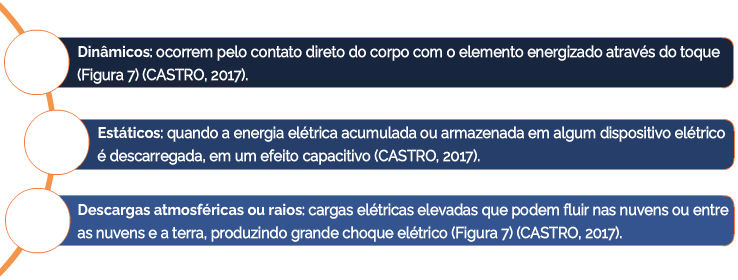 Dinâmicos: ocorrem pelo contato direto do corpo com o elemento energizado através do toque
(Figura 7) (CASTRO, 2017).
Estáticos: quando a energia elétrica acumulada ou armazenada em algum dispositivo elétrico
é descarregada, em um efeito capacitivo (CASTRO, 2017).
Descargas atmosféricas ou raios: cargas elétricas elevadas que podem fluir nas nuvens ou entre
as nuvens e a terra, produzindo grande choque elétrico (Figura 7) (CASTRO, 2017).